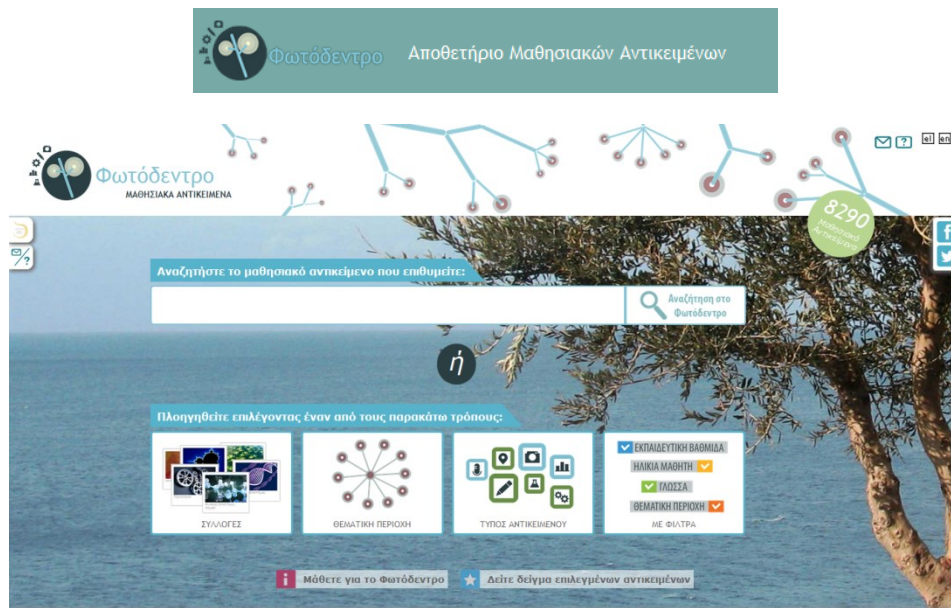 Φωτόδεντρο
Αποθετήριο Μαθησιακών Αντικειμένων
Φωτόδεντρο
ΜΑΘΗΣΙΑΚΑ ΑΝΤΙΚΕΙΜΕΝΑ
el en
8290
Μαθησιακά
Αντικείμενα
Αναζητήστε το μαθησιακό αντικείμενο που επιθυμείτε:
Αναζήτηση στο
Φωτόδεντρο
ή
Πλοηγηθείτε επιλέγοντας έναν από τους παρακάτω τρόπους:
ΣΥΛΛΟΓΕΣ
ΘΕΜΑΤΙΚΗ ΠΕΡΙΟΧΗ
ΤΥΠΟΣ ΑΝΤΙΚΕΙΜΕΝΟΥ
ΕΚΠΑΙΔΕΥΤΙΚΗ ΒΑΘΜΙΔΑ
ΗΛΙΚΙΑ ΜΑΘΗΤΗ
ΓΛΩΣΣΑ
ΘΕΜΑΤΙΚΗ ΠΕΡΙΟΧΗ
ΜΕ ΦΙΛΤΡΑ
Μάθετε για το Φωτόδεντρο
Δείτε δείγμα επιλεγμένων αντικειμένων